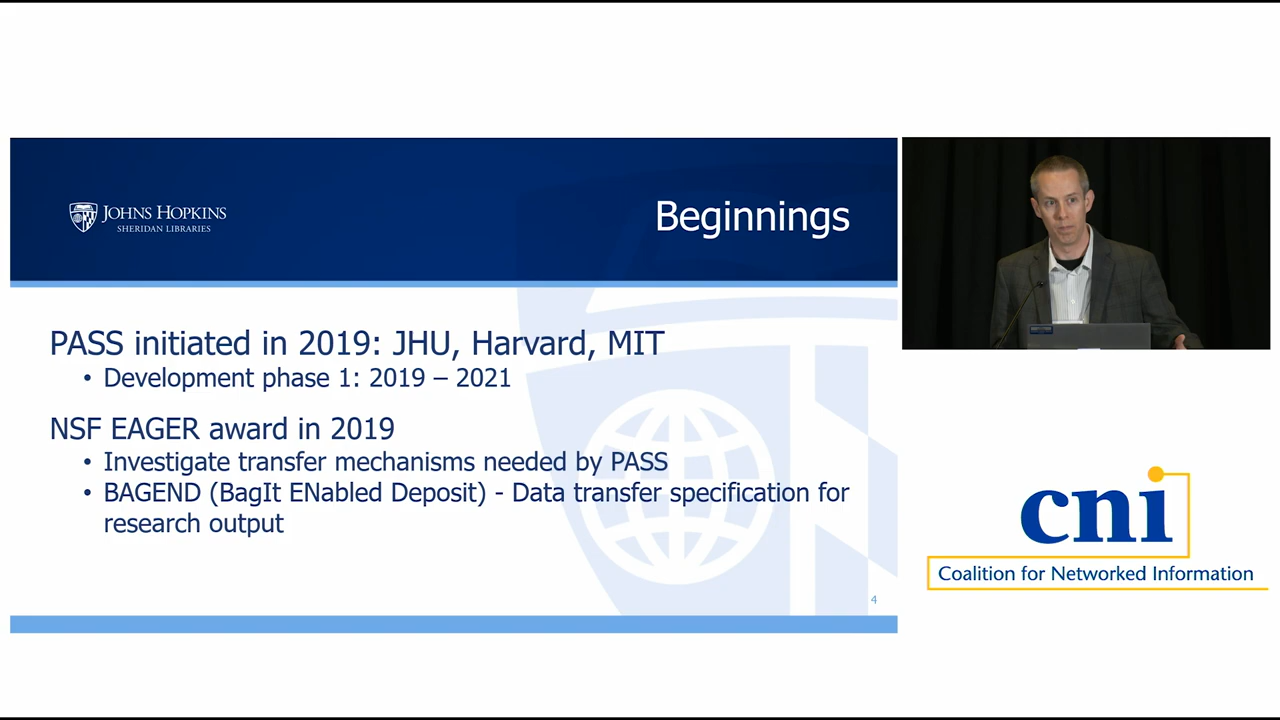 JOHNS HOPKINS
SHERIDAN LIBRARIES
Beginnings
PASS initiated in 2019: JHU, Harvard, MIT
• Development phase 1: 2019 – 2021
NSF EAGER award in 2019
• Investigate transfer mechanisms needed by PASS
• BAGEND (BagIt ENabled Deposit) - Data transfer specification for
research output
4
cni
Coalition for Networked Information